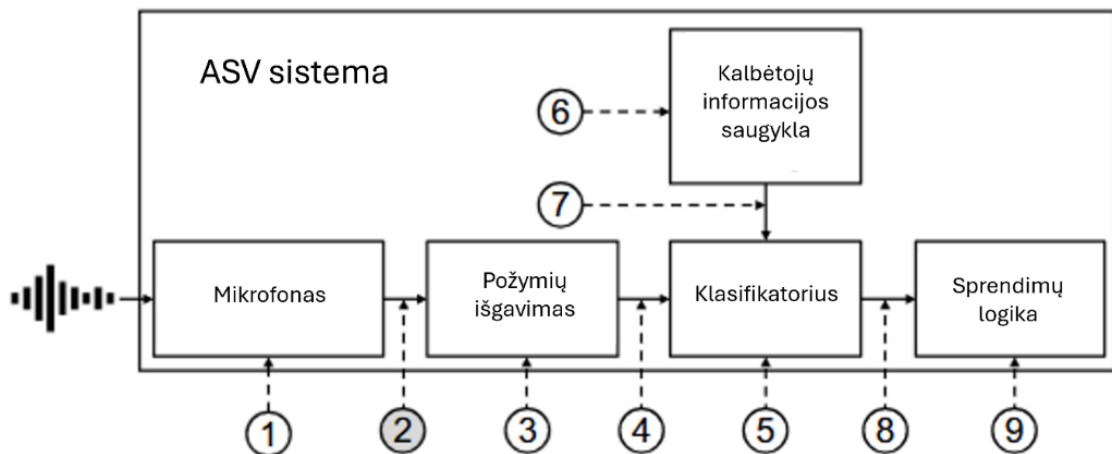 ASV sistema
Kalbėtojų
informacijos
saugykla
6
7
Mikrofonas
Požymių
išgavimas
Klasifikatorius
Sprendimų
logika
1
2
3
4
5
8
9